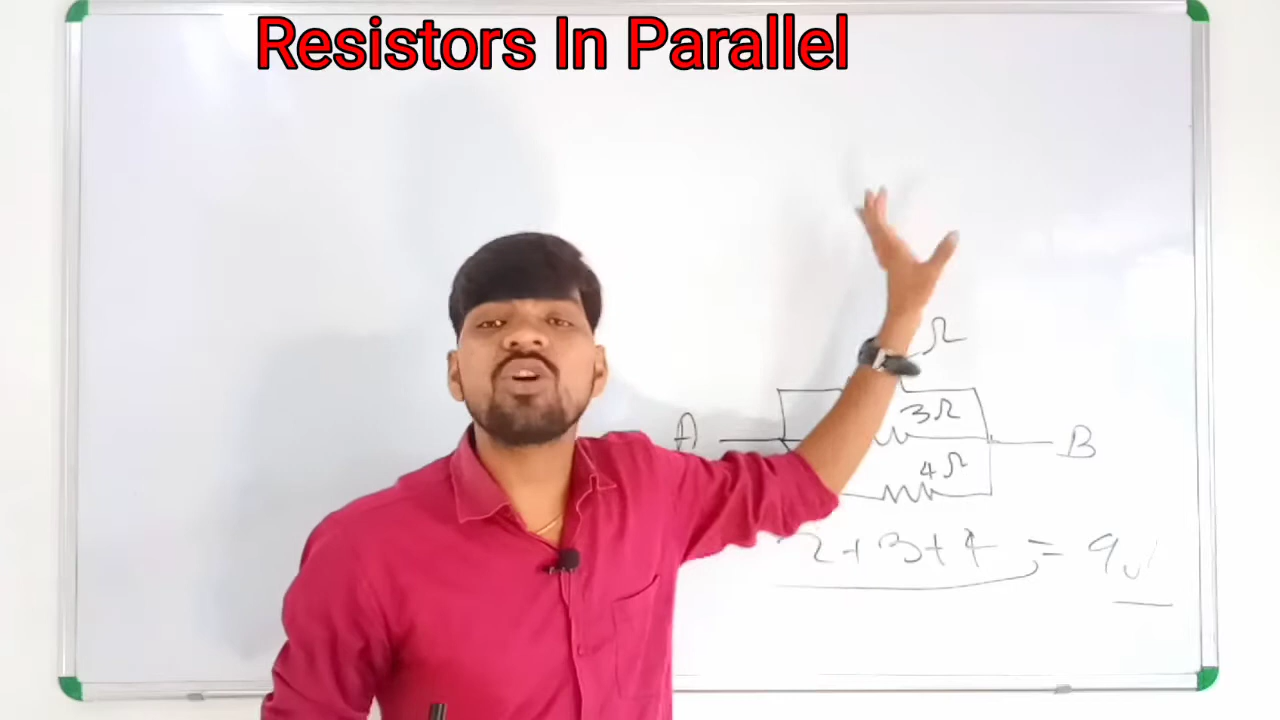 Resistors In Parallel
Ω
3Ω
A B
4Ω
2+3+4 = 9